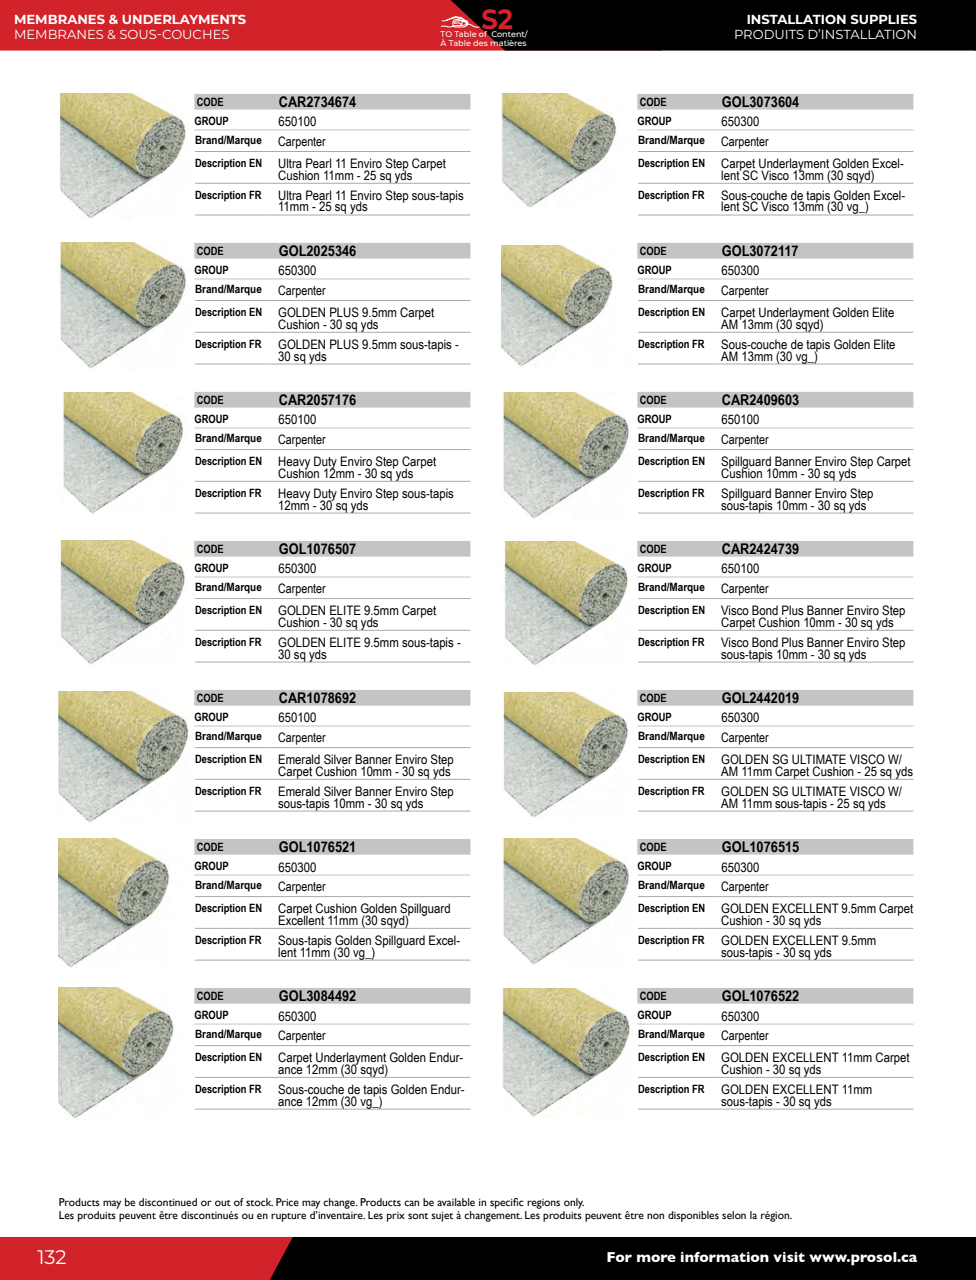 MEMBRANES & UNDERLAYMENTS
MEMBRANES & SOUS-COUCHES
S2
TO Table of Content/
À Table des matières
INSTALLATION SUPPLIES
PRODUITS D'INSTALLATION
CODE CAR2734674
GROUP 650100
Brand/Marque Carpenter
Description EN Ultra Pearl 11 Enviro Step Carpet
Cushion 11mm - 25 sq yds
Description FR Ultra Pearl 11 Enviro Step sous-tapis
11mm - 25 sq yds
CODE GOL2025346
GROUP 650300
Brand/Marque Carpenter
Description EN GOLDEN PLUS 9.5mm Carpet
Cushion - 30 sq yds
Description FR GOLDEN PLUS 9.5mm sous-tapis -
30 sq yds
CODE CAR2057176
GROUP 650100
Brand/Marque Carpenter
Description EN Heavy Duty Enviro Step Carpet
Cushion 12mm - 30 sq yds
Description FR Heavy Duty Enviro Step sous-tapis
12mm - 30 sq yds
CODE GOL1076507
GROUP 650300
Brand/Marque Carpenter
Description EN GOLDEN ELITE 9.5mm Carpet
Cushion - 30 sq yds
Description FR GOLDEN ELITE 9.5mm sous-tapis -
30 sq yds
CODE CAR1078692
GROUP 650100
Brand/Marque Carpenter
Description EN Emerald Silver Banner Enviro Step
Carpet Cushion 10mm - 30 sq yds
Description FR Emerald Silver Banner Enviro Step
sous-tapis 10mm - 30 sq yds
CODE GOL1076521
GROUP 650300
Brand/Marque Carpenter
Description EN Carpet Cushion Golden Spillguard
Excellent 11mm (30 sqyd)
Description FR Sous-tapis Golden Spillguard Excel-
lent 11mm (30 vg_)
CODE GOL3084492
GROUP 650300
Brand/Marque Carpenter
Description EN Carpet Underlayment Golden Endur-
ance 12mm (30 sqyd)
Description FR Sous-couche de tapis Golden Endur-
ance 12mm (30 vg_)
CODE GOL3073604
GROUP 650300
Brand/Marque Carpenter
Description EN Carpet Underlayment Golden Excel-
lent SC Visco 13mm (30 sqyd)
Description FR Sous-couche de tapis Golden Excel-
lent SC Visco 13mm (30 vg_)
CODE GOL3072117
GROUP 650300
Brand/Marque Carpenter
Description EN Carpet Underlayment Golden Elite
AM 13mm (30 sqyd)
Description FR Sous-couche de tapis Golden Elite
AM 13mm (30 vg_)
CODE CAR2409603
GROUP 650100
Brand/Marque Carpenter
Description EN Spillguard Banner Enviro Step Carpet
Cushion 10mm - 30 sq yds
Description FR Spillguard Banner Enviro Step
sous-tapis 10mm - 30 sq yds
CODE CAR2424739
GROUP 650100
Brand/Marque Carpenter
Description EN Visco Bond Plus Banner Enviro Step
Carpet Cushion 10mm - 30 sq yds
Description FR Visco Bond Plus Banner Enviro Step
sous-tapis 10mm - 30 sq yds
CODE GOL2442019
GROUP 650300
Brand/Marque Carpenter
Description EN GOLDEN SG ULTIMATE VISCO W/
AM 11mm Carpet Cushion - 25 sq yds
Description FR GOLDEN SG ULTIMATE VISCO W/
AM 11mm sous-tapis - 25 sq yds
CODE GOL1076515
GROUP 650300
Brand/Marque Carpenter
Description EN GOLDEN EXCELLENT 9.5mm Carpet
Cushion - 30 sq yds
Description FR GOLDEN EXCELLENT 9.5mm
sous-tapis - 30 sq yds
CODE GOL1076522
GROUP 650300
Brand/Marque Carpenter
Description EN GOLDEN EXCELLENT 11mm Carpet
Cushion - 30 sq yds
Description FR GOLDEN EXCELLENT 11mm
sous-tapis - 30 sq yds
Products may be discontinued or out of stock. Price may change. Products can be available in specific regions only.
Les produits peuvent être discontinués ou en rupture d'inventaire. Les prix sont sujet à changement. Les produits peuvent être non disponibles selon la région.
132
For more information visit www.prosol.ca